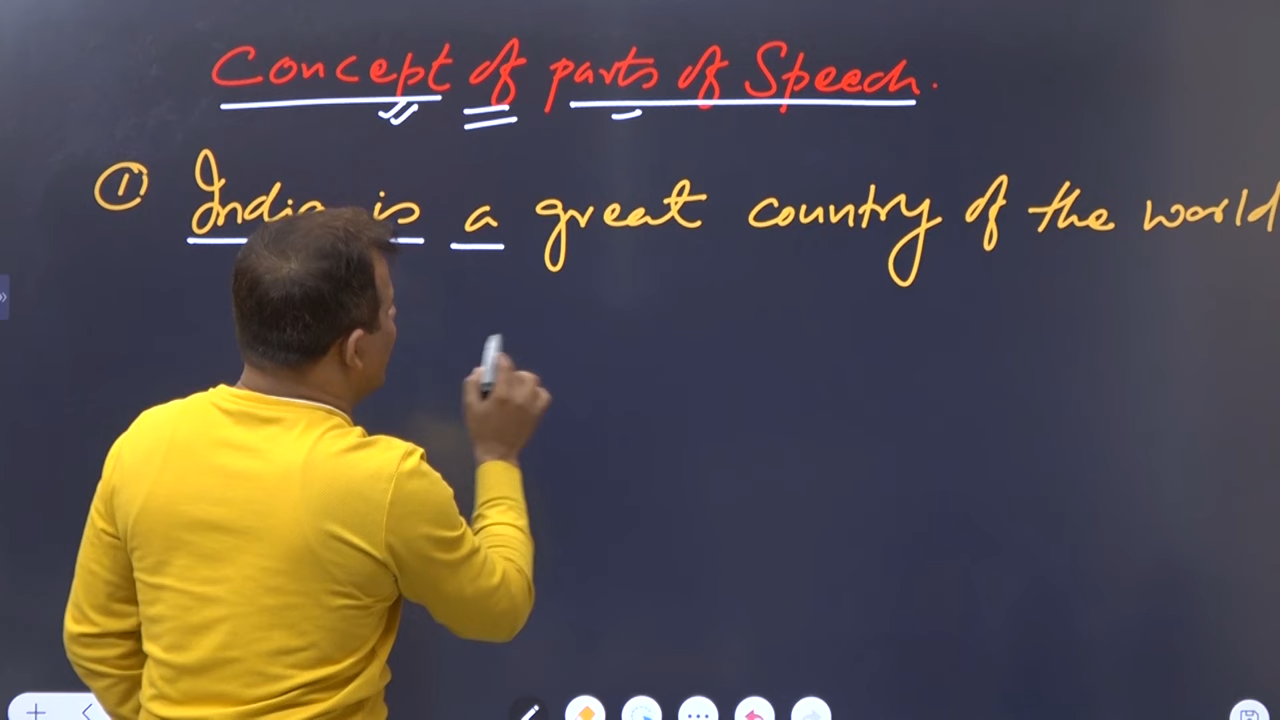 Concept of parts of Speech.
① India is a great country of the world